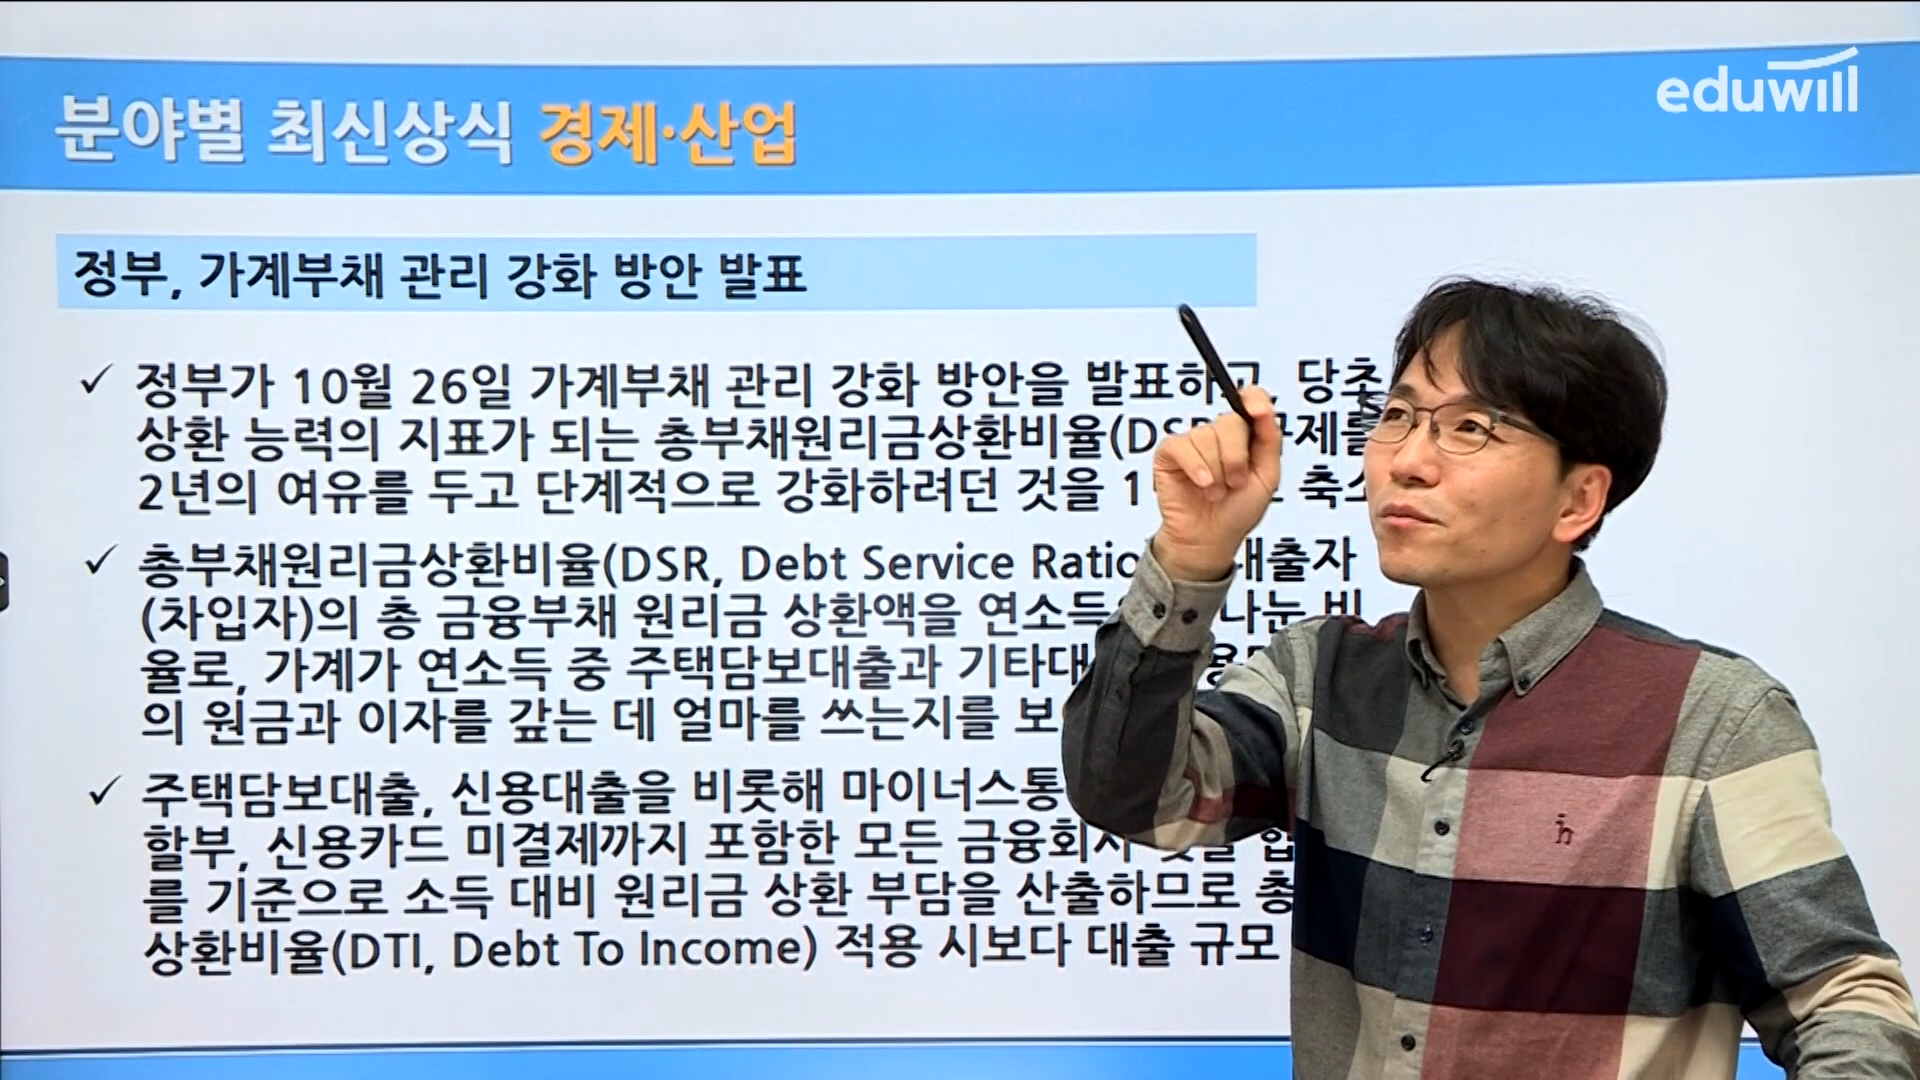 eduwill
분야별 최신상식 경제·산업
정부, 가계부채 관리 강화 방안 발표
✓ 정부가 10월 26일 가계부채 관리 강화 방안을 발표하고, 당초
상환 능력의 지표가 되는 총부채원리금상환비율(DSR)
2년의 여유를 두고 단계적으로 강화하려던 것을
✓ 총부채원리금상환비율(DSR, Debt Service Ratio 대출자
(차입자)의 총 금융부채 원리금 상환액을 나눈 비
율로, 가계가 연소득 중 주택담보대출과
의 원금과 이자를 갚는 데 얼마를 쓰는지를
✓ 주택담보대출, 신용대출을 비롯해 마이너스통
할부, 신용카드 미결제까지 포함한 모든
를 기준으로 소득 대비 원리금 상환 부담을 산출하므로 총
상환비율(DTI, Debt To Income) 적용 시보다 대출 규모